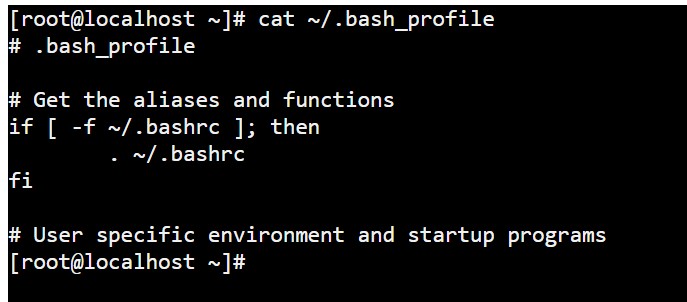 [root@localhost ~]# cat ~/.bash_profile
# .bash_profile

# Get the aliases and functions
if [ -f ~/.bashrc ]; then
        . ~/.bashrc
fi

# User specific environment and startup programs
[root@localhost ~]#